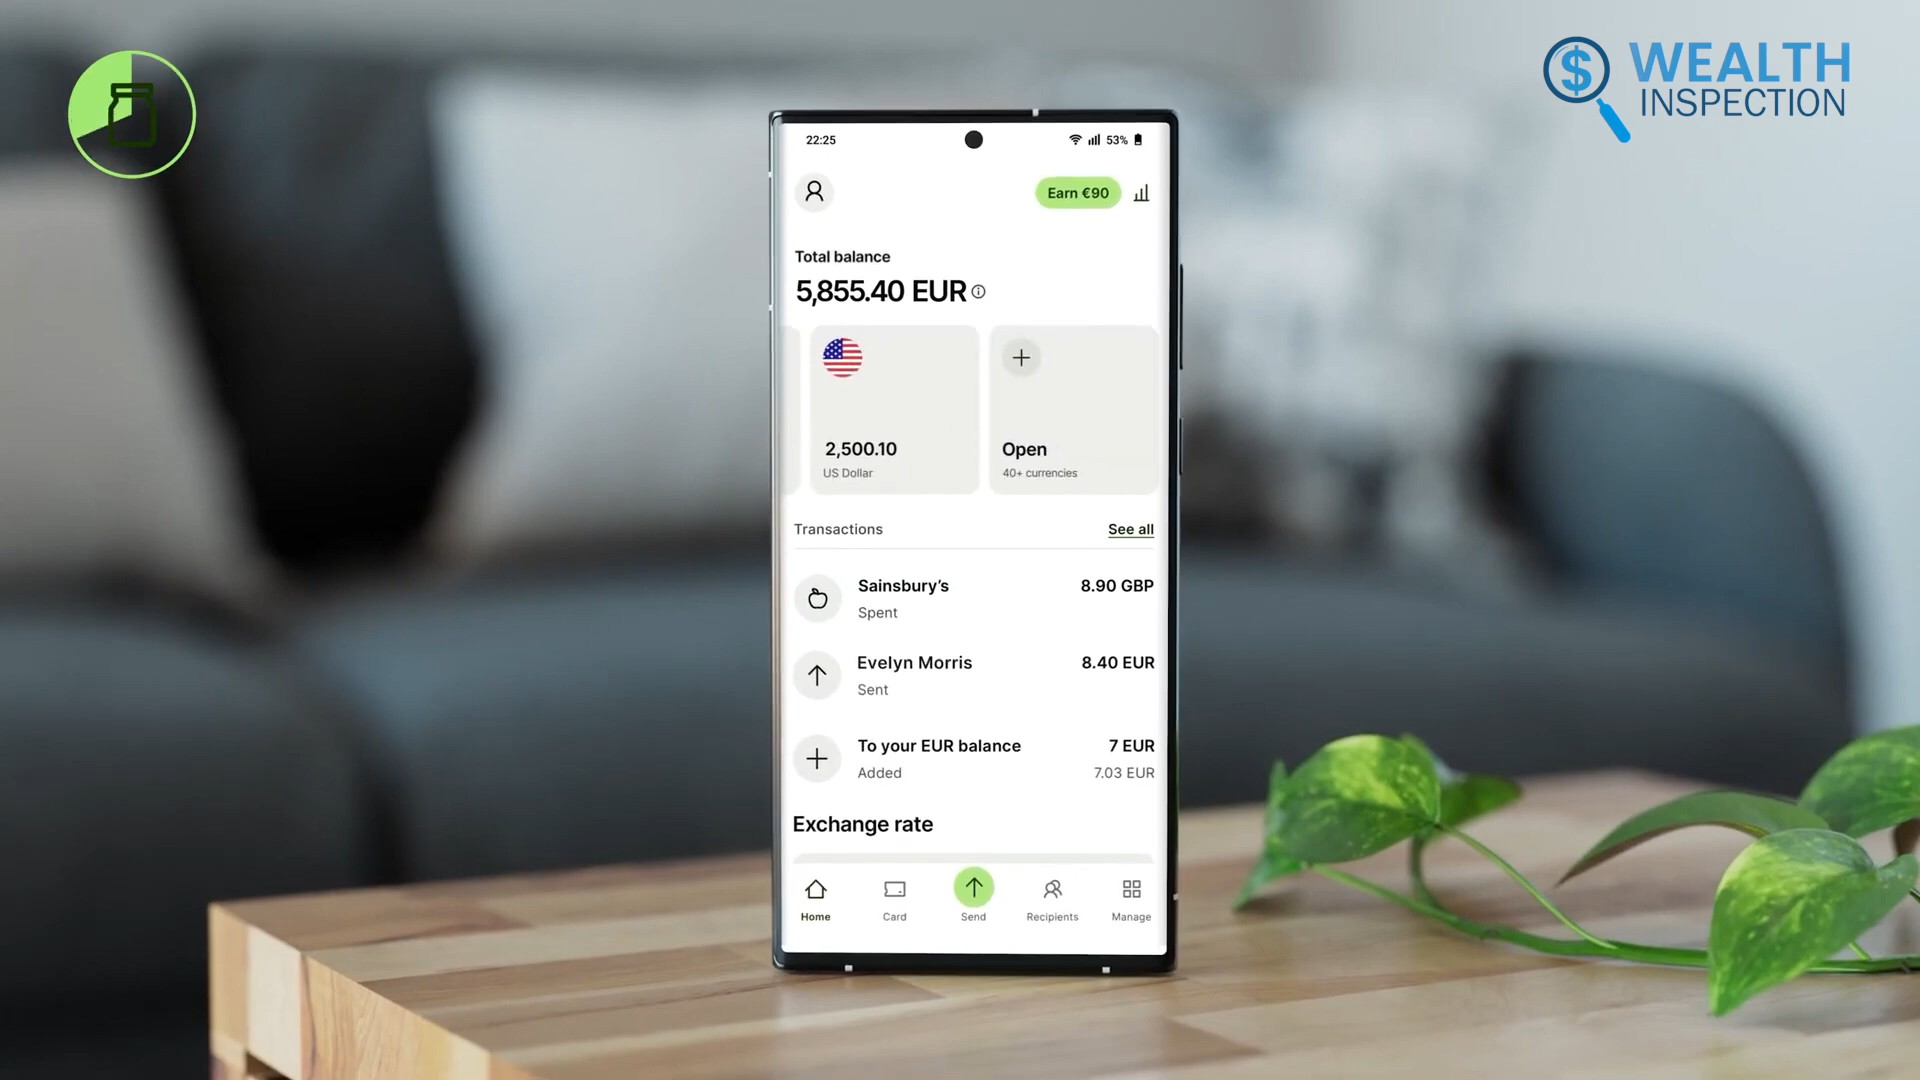 WEALTH
INSPECTION
22:25
53%
Earn €90
Total balance
5,855.40 EUR
2,500.10
US Dollar
Open
40+ currencies
Transactions
See all
Sainsbury's
8.90 GBP
Spent
Evelyn Morris
8.40 EUR
Sent
To your EUR balance
7 EUR
Added
7.03 EUR
Exchange rate
Home
Card
Send
Recipients
Manage